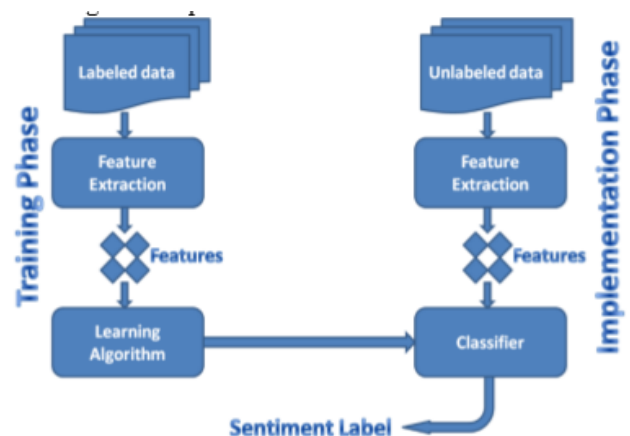 Labeled data
Unlabeled data
Training Phase
Implementation Phase
Feature
Extraction
Feature
Extraction
Features
Features
Learning
Algorithm
Classifier
Sentiment Label